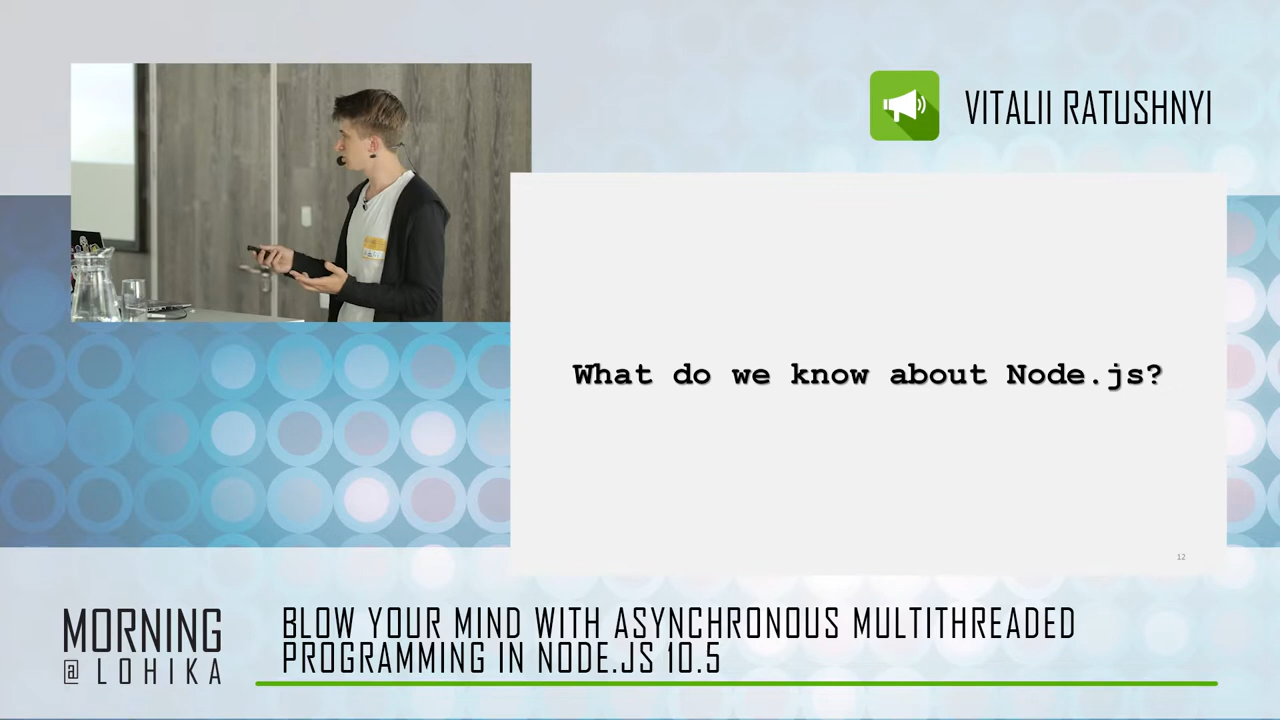 VITALII RATUSHNYI
What do we know about Node.js?
12
MORNING
@ LOHIKA
BLOW YOUR MIND WITH ASYNCHRONOUS MULTITHREADED
PROGRAMMING IN NODE.JS 10.5